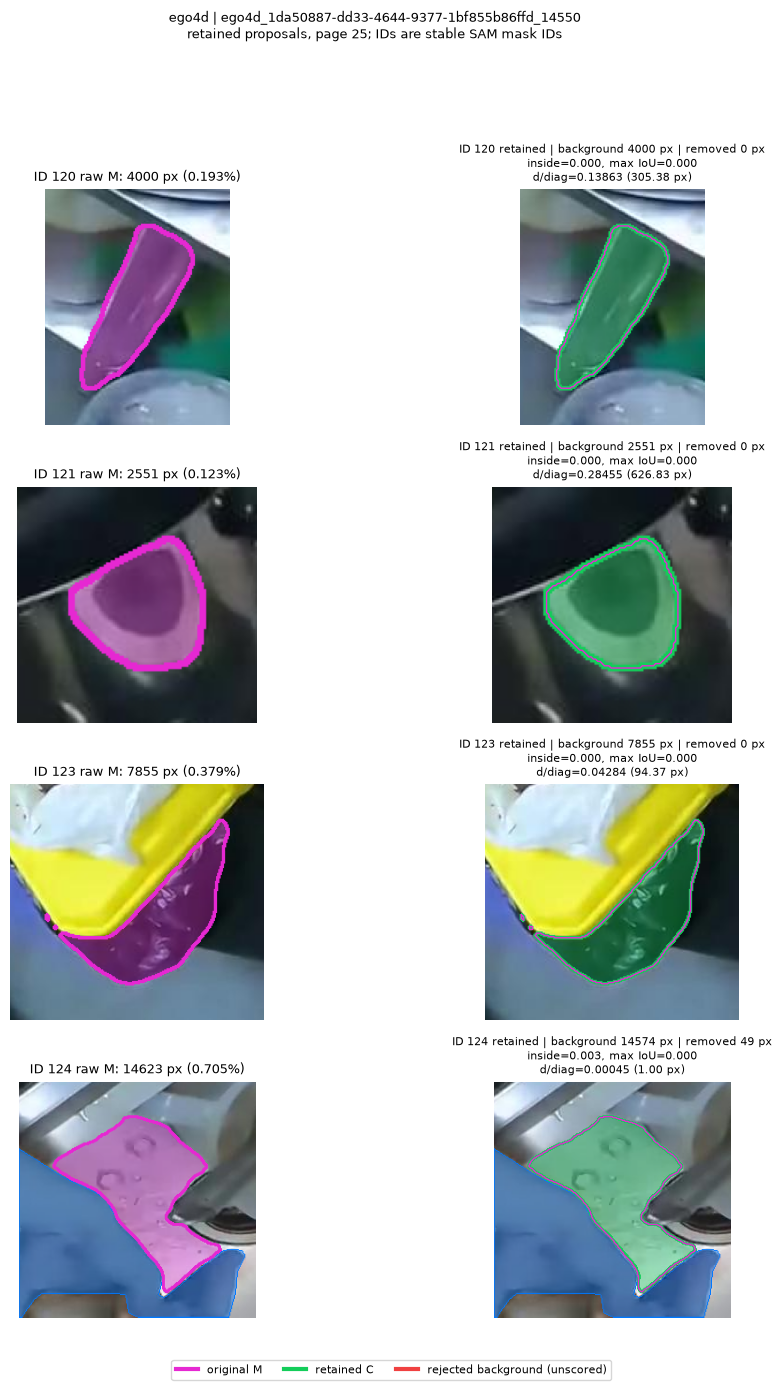 ego4d | ego4d_1da50887-dd33-4644-9377-1bf855b86ffd_14550
retained proposals, page 25; IDs are stable SAM mask IDs
ID 120 raw M: 4000 px (0.193%)
ID 120 retained | background 4000 px | removed 0 px
inside=0.000, max IoU=0.000
d/diag=0.13863 (305.38 px)
ID 121 raw M: 2551 px (0.123%)
ID 121 retained | background 2551 px | removed 0 px
inside=0.000, max IoU=0.000
d/diag=0.28455 (626.83 px)
ID 123 raw M: 7855 px (0.379%)
ID 123 retained | background 7855 px | removed 0 px
inside=0.000, max IoU=0.000
d/diag=0.04284 (94.37 px)
ID 124 raw M: 14623 px (0.705%)
ID 124 retained | background 14574 px | removed 49 px
inside=0.003, max IoU=0.000
d/diag=0.00045 (1.00 px)
original M
retained C
rejected background (unscored)